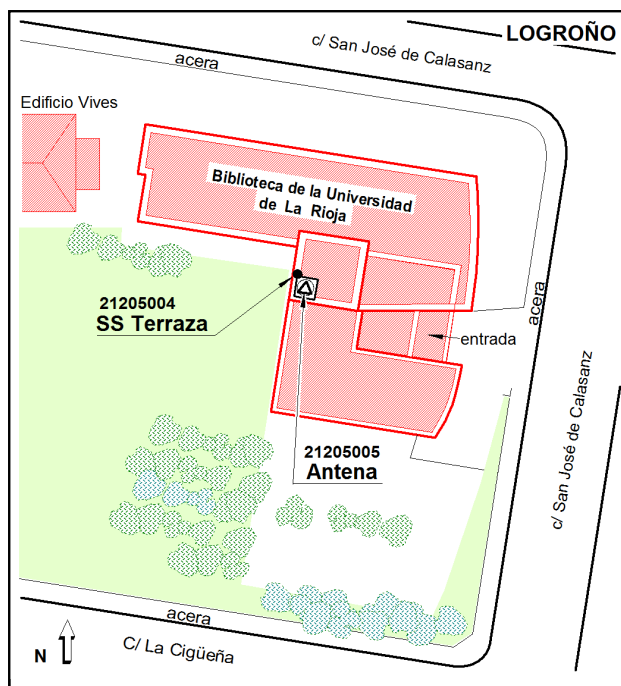 LOGROÑO
c/ San José de Calasanz
acera
Edificio Vives
Biblioteca de la Universidad
de La Rioja
21205004
SS Terraza
acera
entrada
21205005
Antena
c/ San José de Calasanz
acera
C/ La Cigüeña
N